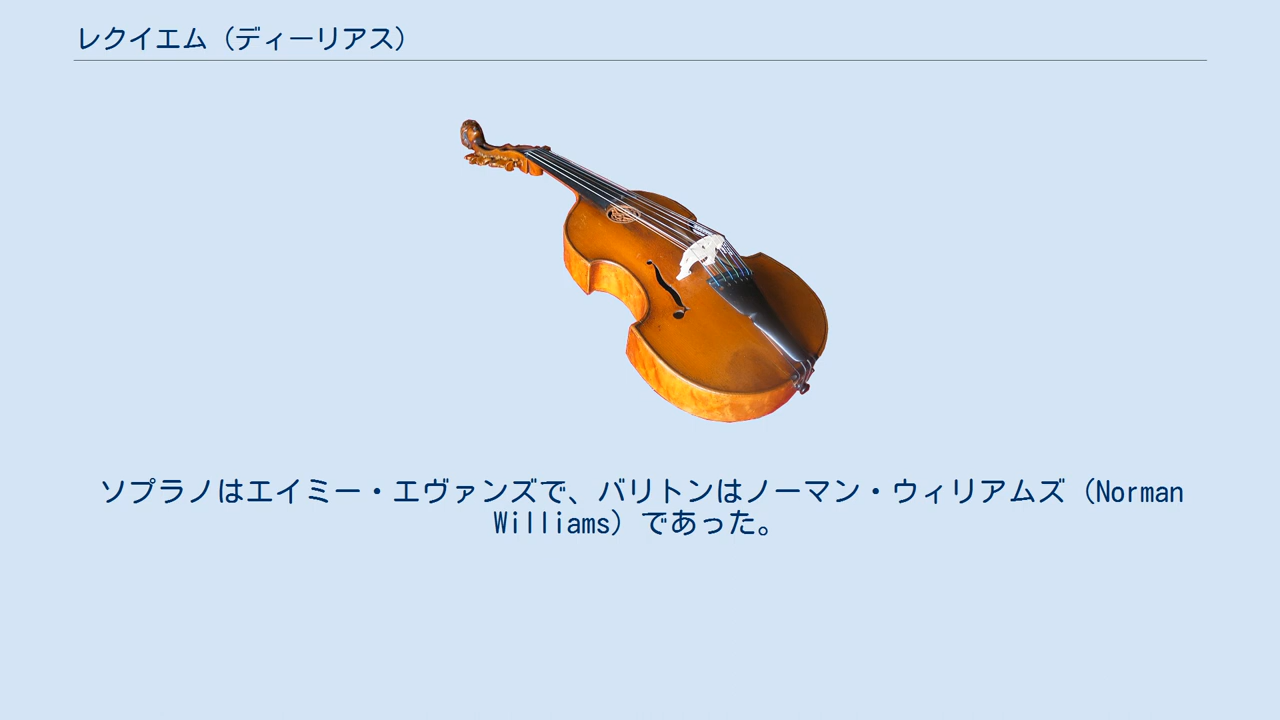 レクイエム（ディーリアス）
ソプラノはエイミー・エヴァンズで、バリトンはノーマン・ウィリアムズ（Norman
Williams）であった。